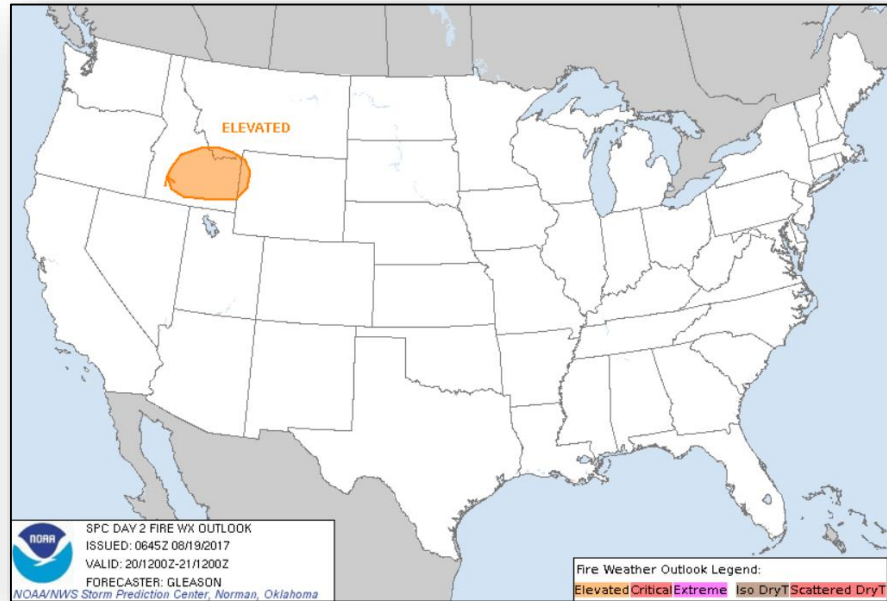 ELEVATED
NOAA
SPC DAY 2 FIRE WX OUTLOOK
ISSUED: 0645Z 08/19/2017
VALID: 20/1200Z-21/1200Z
FORECASTER: GLEASON
NOAA/NWS Storm Prediction Center, Norman, Oklahoma
Fire Weather Outlook Legend:
Elevated Critical Extreme Iso DryT Scattered DryT